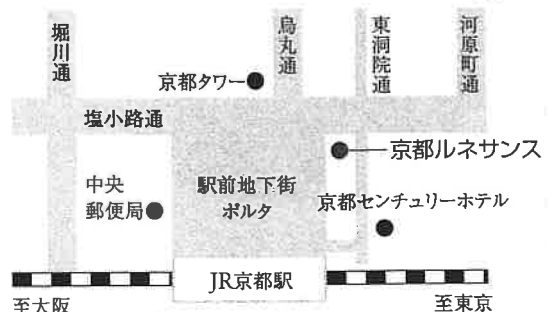 堀川通
烏丸通
東洞院通
河原町通
京都タワー
塩小路通
京都ルネサンス
中央
郵便局
駅前地下街
ポルタ
京都センチュリーホテル
JR京都駅
至大阪
至東京